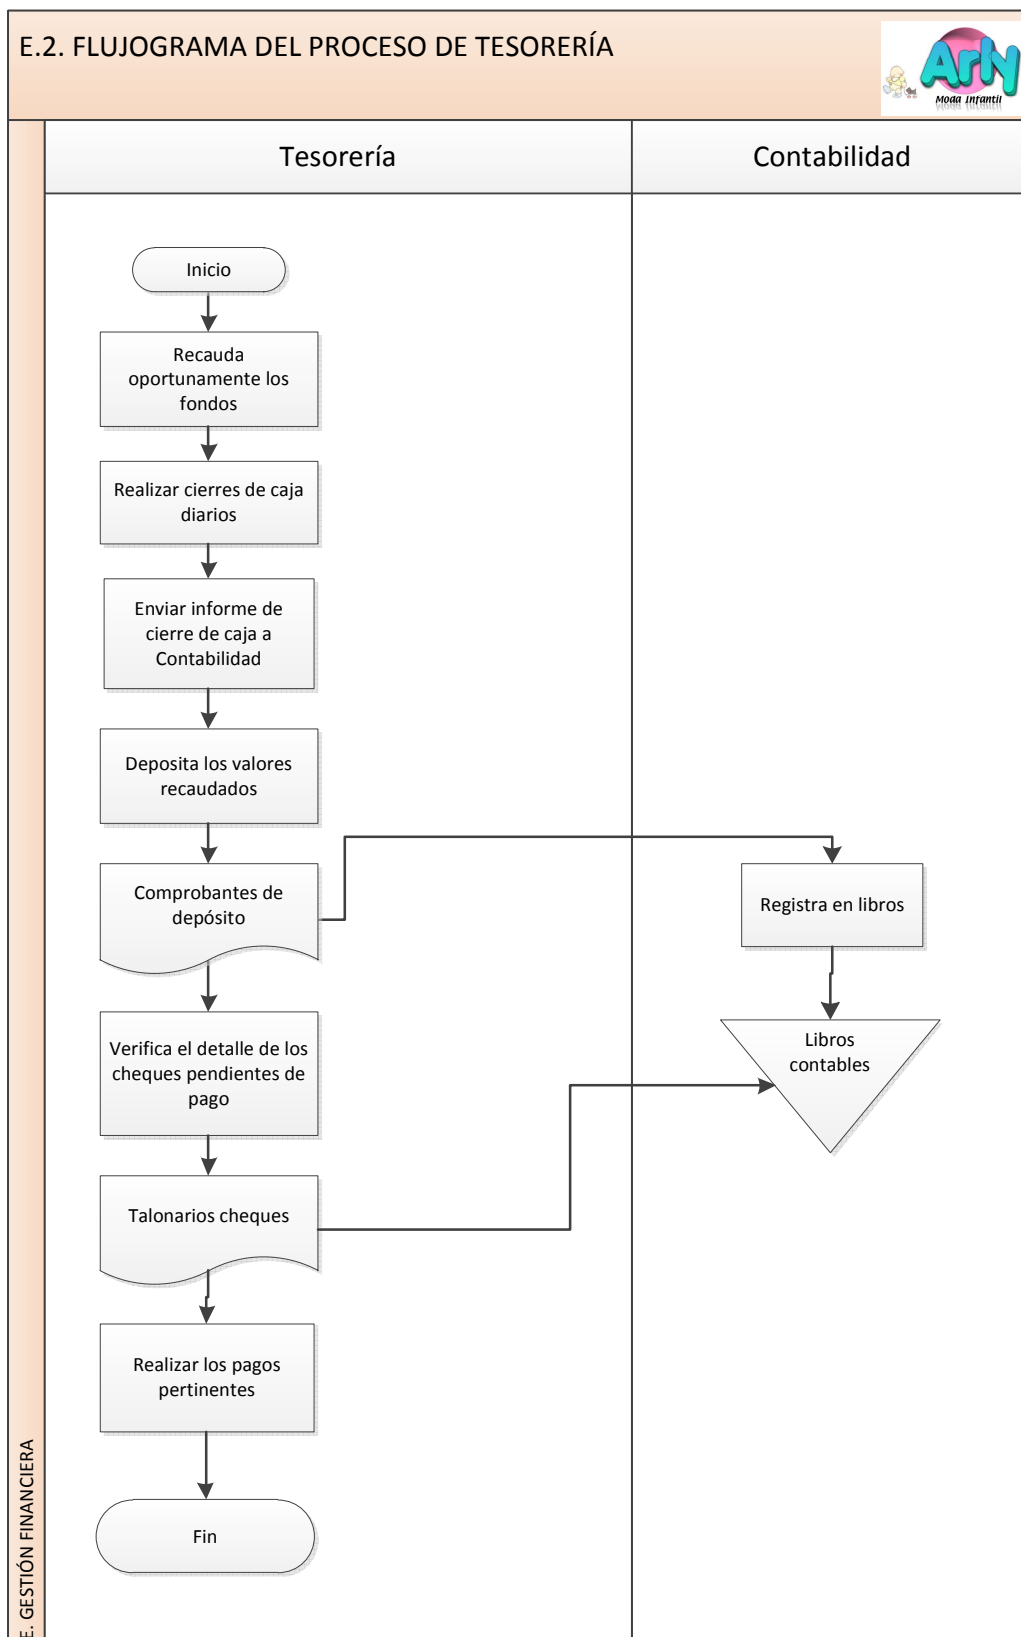 E.2. FLUJOGRAMA DEL PROCESO DE TESORERÍA
Arly
Moda Infantil
Tesorería
Contabilidad
Inicio
Recauda
oportunamente los
fondos
Realizar cierres de caja
diarios
Enviar informe de
cierre de caja a
Contabilidad
Deposita los valores
recaudados
Comprobantes de
depósito
Registra en libros
Verifica el detalle de los
cheques pendientes de
pago
Libros
contables
Talonarios cheques
Realizar los pagos
pertinentes
Fin
E. GESTIÓN FINANCIERA